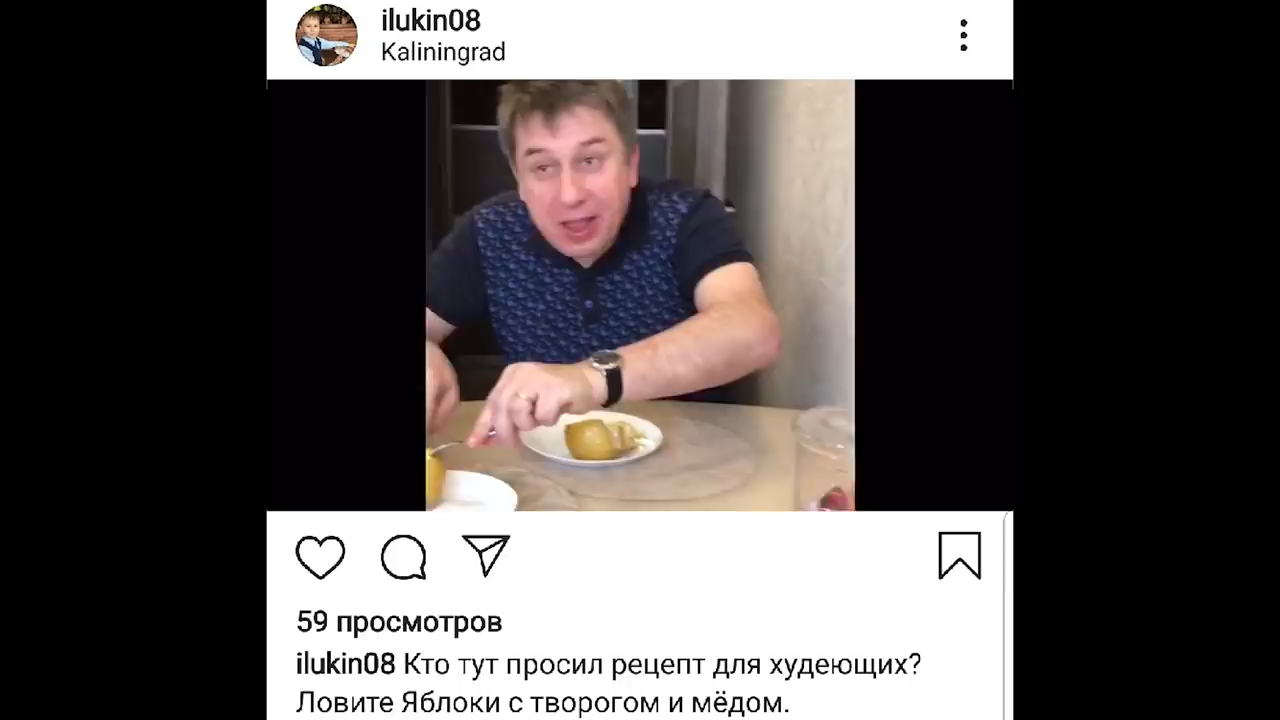 ilukin08
Kaliningrad
59 просмотров
ilukin08 Кто тут просил рецепт для худеющих?
Ловите Яблоки с творогом и мёдом.